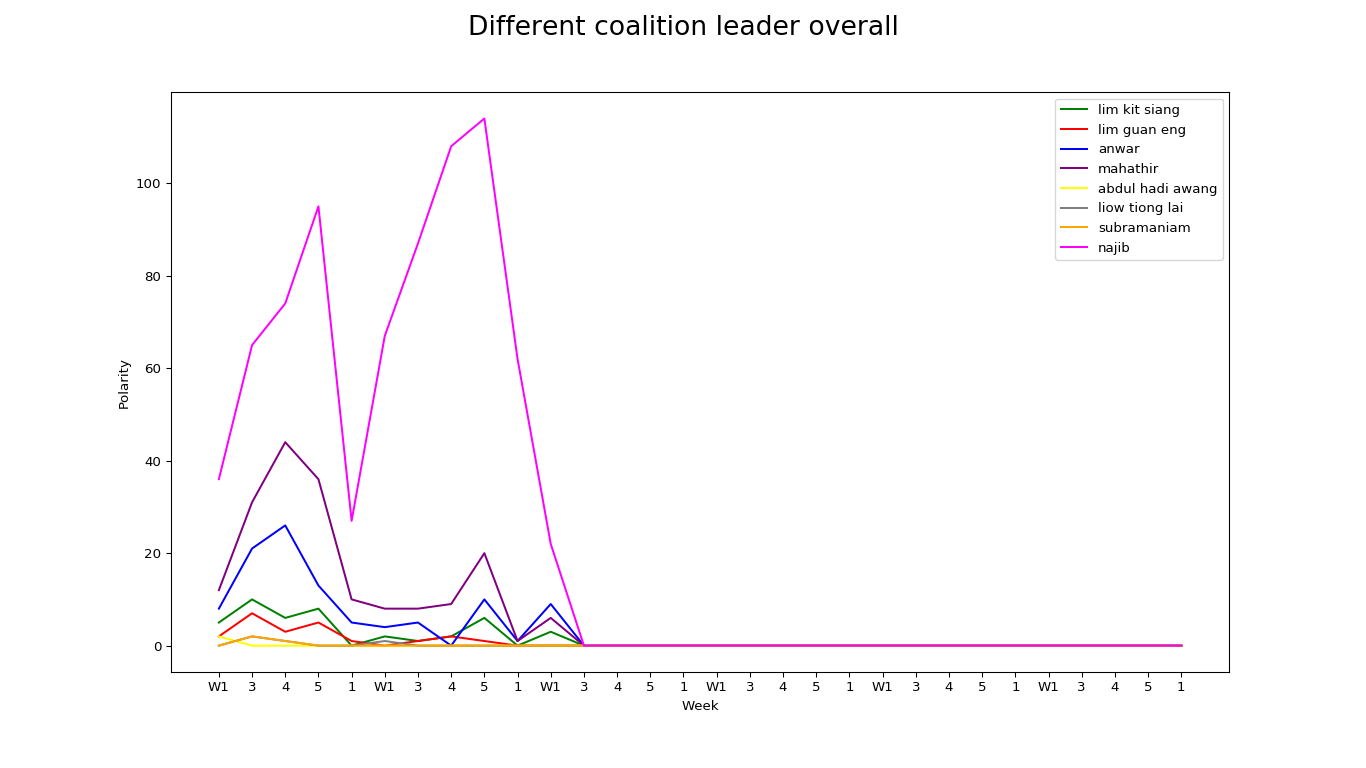 Different coalition leader overall
lim kit siang
lim guan eng
anwar
mahathir
abdul hadi awang
liow tiong lai
subramaniam
najib
100
80
60
40
20
0
Polarity
W1 3 4 5 1 W1 3 4 5 1 W1 3 4 5 1 W1 3 4 5 1 W1 3 4 5 1 W1 3 4 5 1
Week